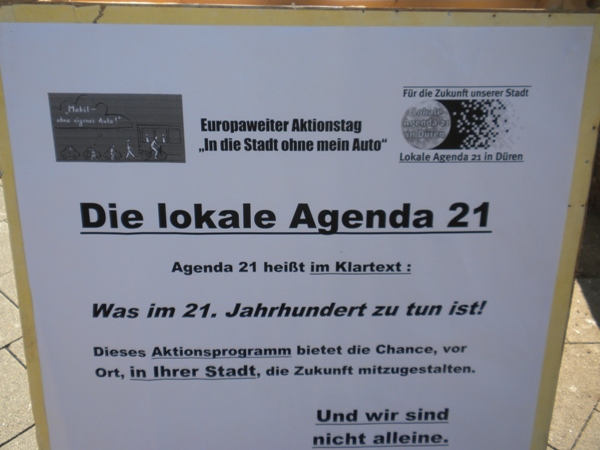 „Mobil –
ohne eigenes Auto!"
Europaweiter Aktionstag
„In die Stadt ohne mein Auto“
Für die Zukunft unserer Stadt
Lokale
Agenda 21
in Düren
Lokale Agenda 21 in Düren
Die lokale Agenda 21
Agenda 21 heißt im Klartext :
Was im 21. Jahrhundert zu tun ist!
Dieses Aktionsprogramm bietet die Chance, vor
Ort, in Ihrer Stadt, die Zukunft mitzugestalten.
Und wir sind
nicht alleine.